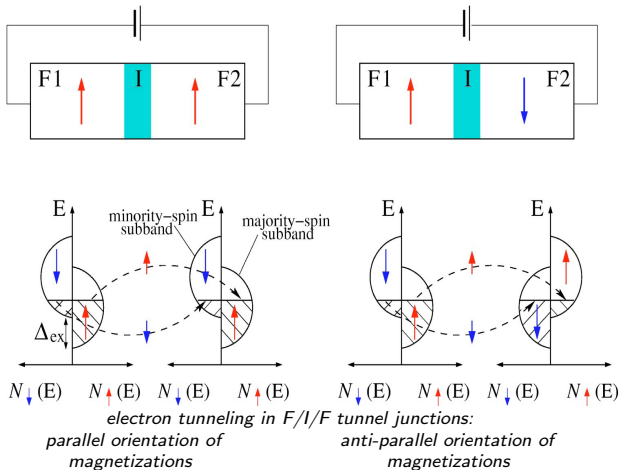 F1 I F2
F1 I F2
E
minority–spin subband
E
majority–spin subband
E
E
Δex
N↓(E) N↑(E) N↓(E) N↑(E)
N↓(E) N↑(E) N↓(E) N↑(E)
electron tunneling in F/I/F tunnel junctions:
parallel orientation of
magnetizations
anti-parallel orientation of
magnetizations